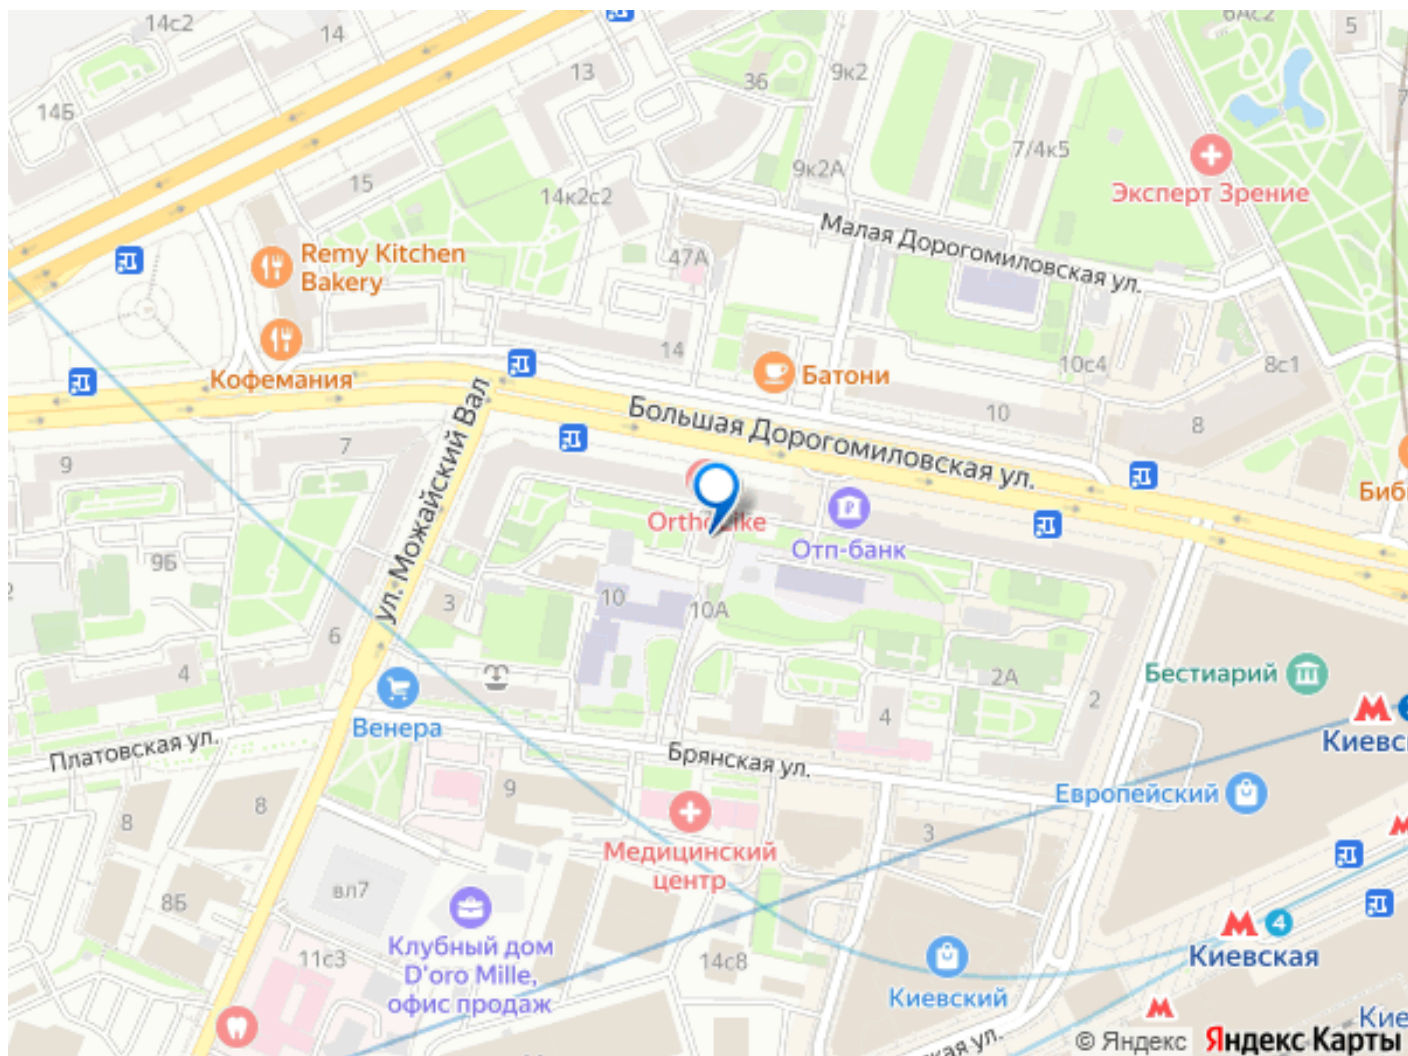 14с2
14
6Ас2
5
13
36
9к2
14Б
7/4к5
9к2А
15
14к2с2
Эксперт Зрение
Малая Дорогомиловская ул.
47А
Remy Kitchen
Bakery
14
10с4
8с1
Кофемания
Батони
10
8
Большая Дорогомиловская ул.
7
9
ул. Можайский Вал
OrthoLike
Отп-банк
9Б
3
10
10А
6
4
Бестиарий
2А
2
4
Венера
Платовская ул.
Брянская ул.
Европейский
9
8
8
3
Медицинский
центр
вл7
8Б
4
Киевская
Клубный дом
D'oro Mille,
офис продаж
11с3
14с8
Киевский
© Яндекс
Яндекс Карты